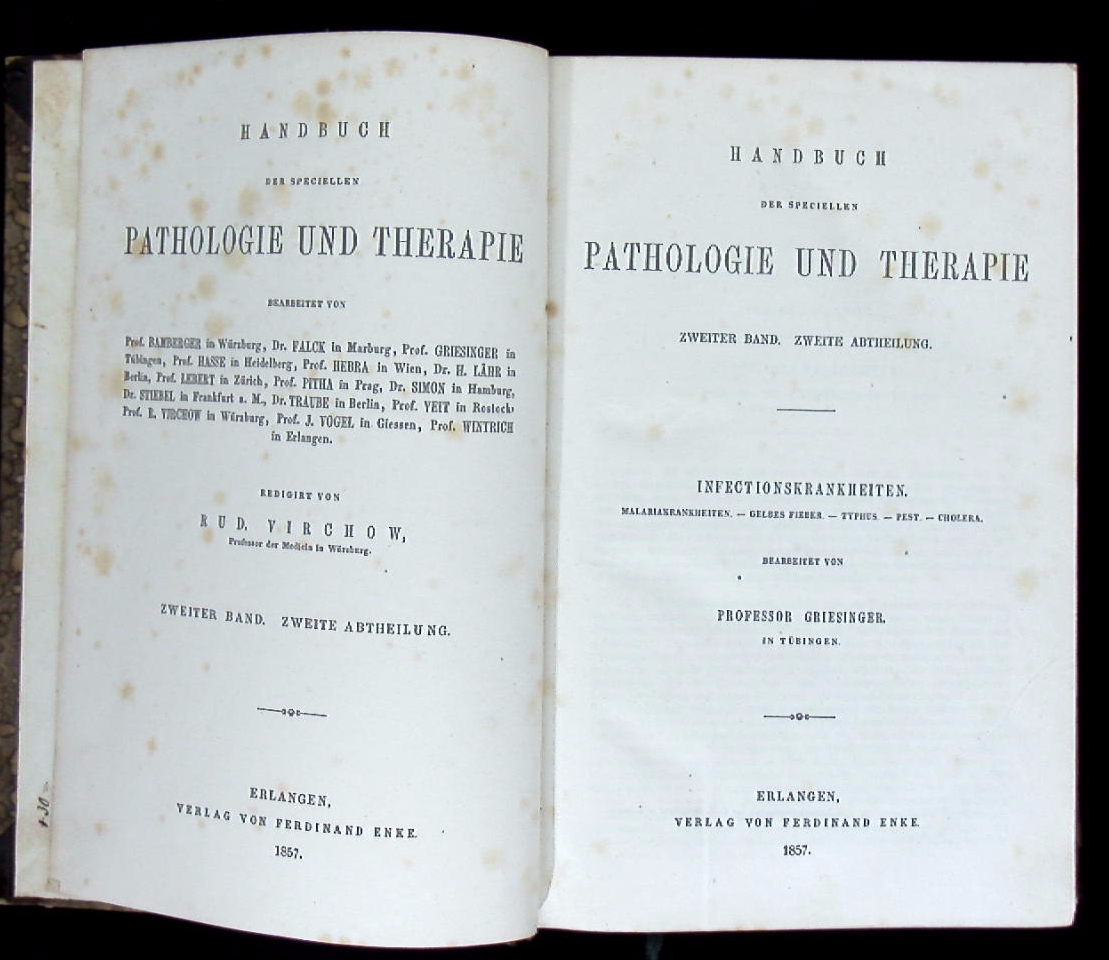 HANDBUCH
DER SPECIELLEN
PATHOLOGIE UND THERAPIE
BEARBEITET VON
Prof. BAMBERGER in Würzburg, Dr. FALCK in Marburg, Prof. GRIESINGER in
Tübingen, Prof. HASSE in Heidelberg, Prof. HEBRA in Wien, Dr. H. LÄHR in
Berlin, Prof. LEBERT in Zürich, Prof. PITHA in Prag, Dr. SIMON in Hamburg,
Dr. STIEBEL in Frankfurt a. M., Dr. TRAUBE in Berlin, Prof. VEIT in Rostock,
Prof. R. VIRCHOW in Würzburg, Prof. J. VOGEL in Giessen, Prof. WINTRICH
in Erlangen.
REDIGIRT VON
RUD. VIRCHOW,
Professor der Medicin in Würzburg.
ZWEITER BAND. ZWEITE ABTHEILUNG.
ERLANGEN,
VERLAG VON FERDINAND ENKE.
1857.
HANDBUCH
DER SPECIELLEN
PATHOLOGIE UND THERAPIE
ZWEITER BAND. ZWEITE ABTHEILUNG.
INFECTIONSKRANKHEITEN.
MALARIAKRANKHEITEN. — GELBES FIEBER. — TYPHUS. — PEST. — CHOLERA.
BEARBEITET VON
PROFESSOR GRIESINGER.
IN TÜBINGEN.
ERLANGEN,
VERLAG VON FERDINAND ENKE.
1857.